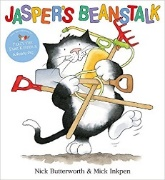 JASPER'S BEANSTALK
Nick Butterworth & Mick Inkpen